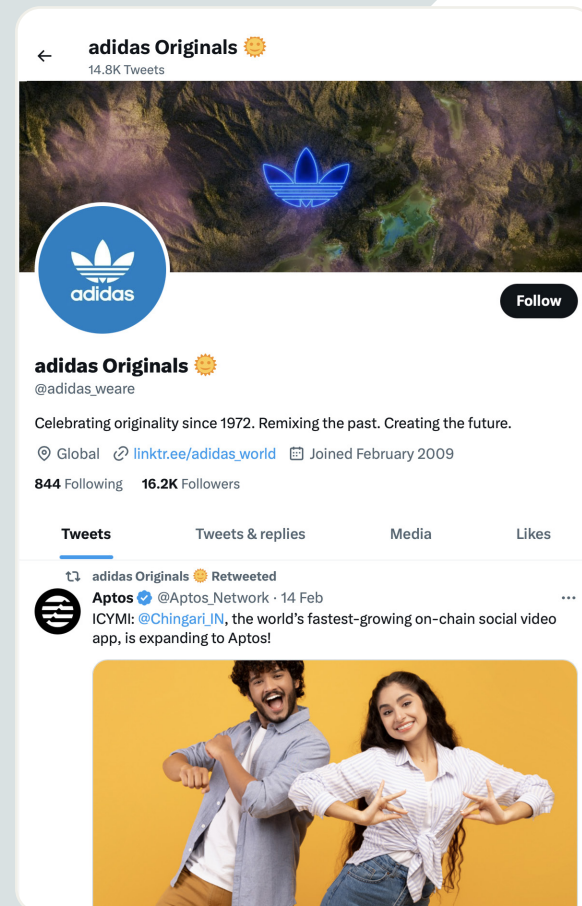 adidas Originals 🌞
14.8K Tweets
adidas
Follow
adidas Originals 🌞
@adidas_weare
Celebrating originality since 1972. Remixing the past. Creating the future.
Global linktr.ee/adidas_world Joined February 2009
844 Following 16.2K Followers
Tweets Tweets & replies Media Likes
adidas Originals 🌞 Retweeted
Aptos @Aptos_Network · 14 Feb
ICYMI: @Chingari_IN, the world’s fastest-growing on-chain social video
app, is expanding to Aptos!